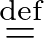 def
=